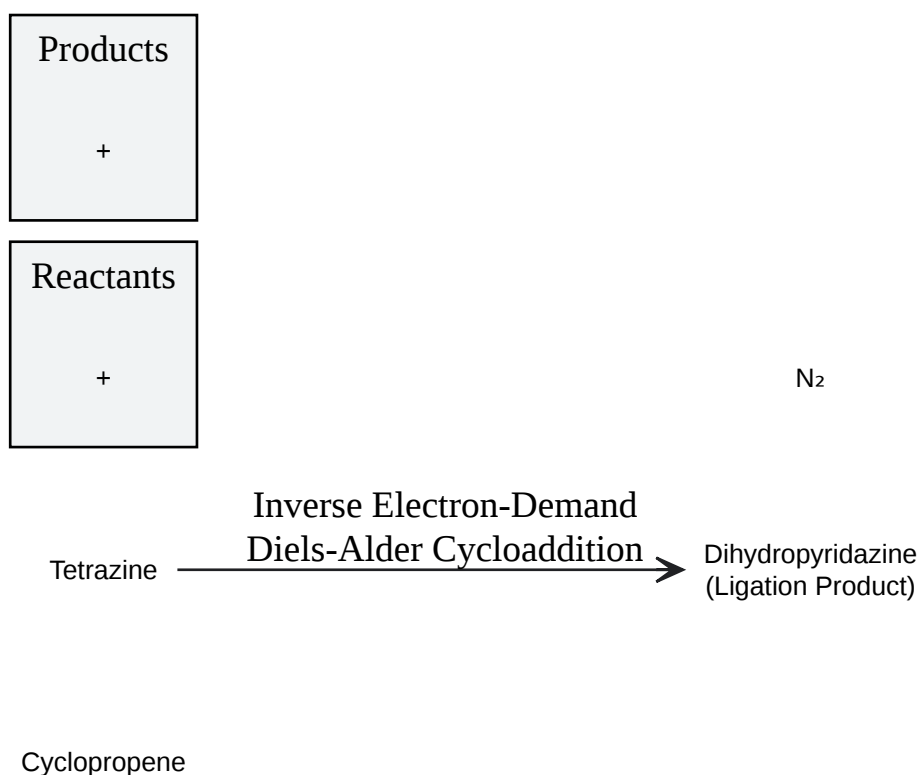 Products
+
Reactants
+
N₂
Inverse Electron-Demand
Diels-Alder Cycloaddition
Tetrazine
Dihydropyridazine
(Ligation Product)
Cyclopropene